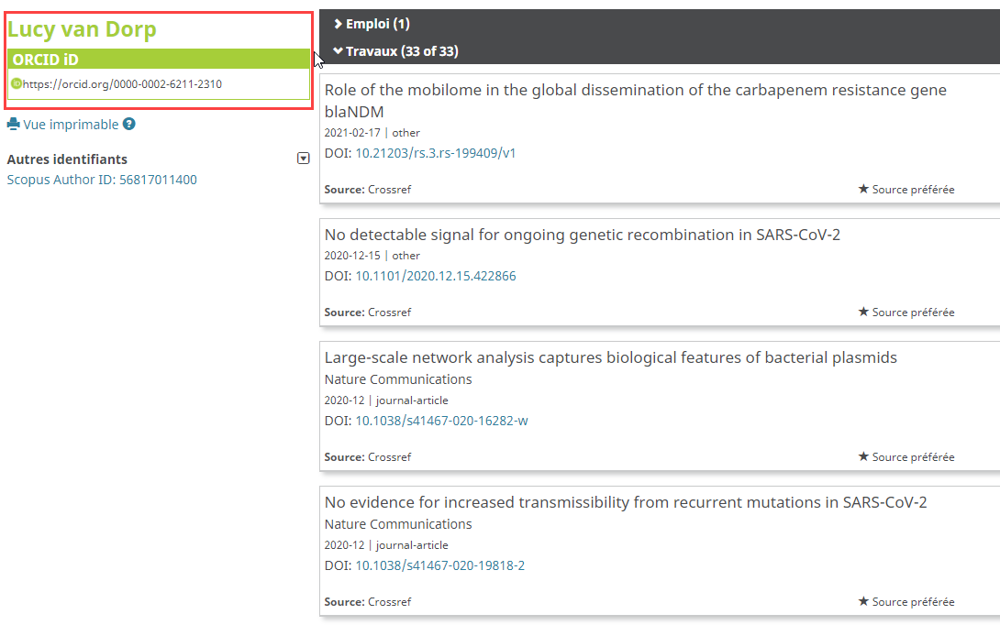 Lucy van Dorp
ORCID iD
iD https://orcid.org/0000-0002-6211-2310
Vue imprimable ?
Autres identifiants
Scopus Author ID: 56817011400
Emploi (1)
Travaux (33 of 33)
Role of the mobilome in the global dissemination of the carbapenem resistance gene
blaNDM
2021-02-17 | other
DOI: 10.21203/rs.3.rs-199409/v1
Source: Crossref ★ Source préférée
No detectable signal for ongoing genetic recombination in SARS-CoV-2
2020-12-15 | other
DOI: 10.1101/2020.12.15.422866
Source: Crossref ★ Source préférée
Large-scale network analysis captures biological features of bacterial plasmids
Nature Communications
2020-12 | journal-article
DOI: 10.1038/s41467-020-16282-w
Source: Crossref ★ Source préférée
No evidence for increased transmissibility from recurrent mutations in SARS-CoV-2
Nature Communications
2020-12 | journal-article
DOI: 10.1038/s41467-020-19818-2
Source: Crossref ★ Source préférée